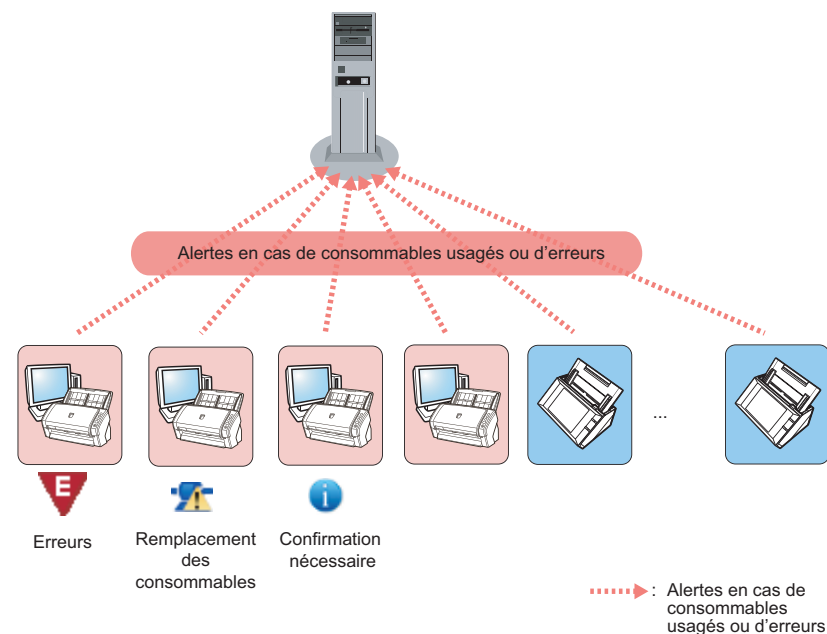 Alertes en cas de consommables usagés ou d'erreurs
...
E
i
Erreurs
Remplacement
des
consommables
Confirmation
nécessaire
: Alertes en cas de
consommables
usagés ou d'erreurs